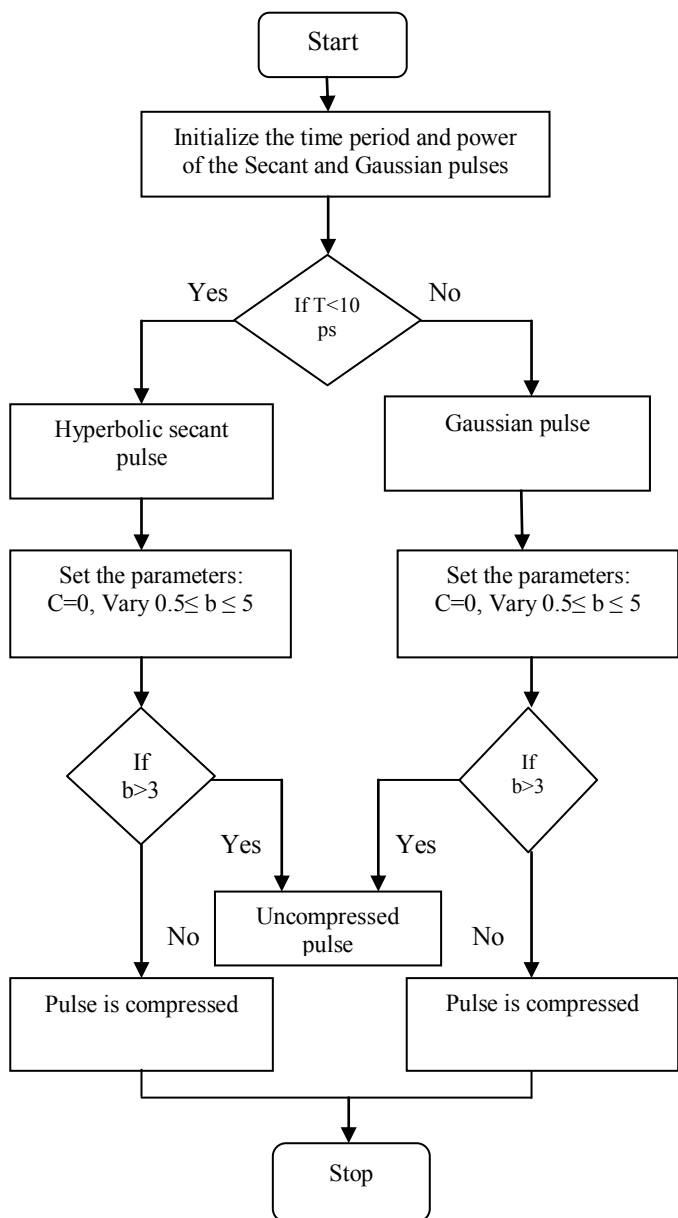 Start
Initialize the time period and power
of the Secant and Gaussian pulses
Yes
If T<10
ps
No
Hyperbolic secant
pulse
Gaussian pulse
Set the parameters:
C=0, Vary 0.5≤ b ≤ 5
Set the parameters:
C=0, Vary 0.5≤ b ≤ 5
If
b>3
If
b>3
Yes
Yes
Uncompressed
pulse
No
No
Pulse is compressed
Pulse is compressed
Stop